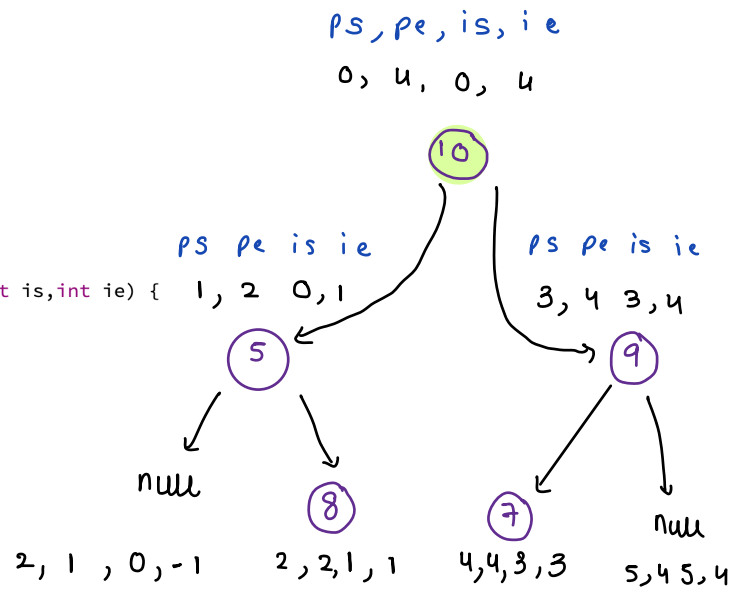 ps, pe, is, ie
0, 4, 0, 4
10
ps pe is ie
ps pe is ie
t is,int ie) {
1, 2 0, 1
3, 4 3, 4
5
9
null
8
7
null
2, 1 , 0, -1
2, 2, 1, 1
4,4,3,3
5,4 5,4